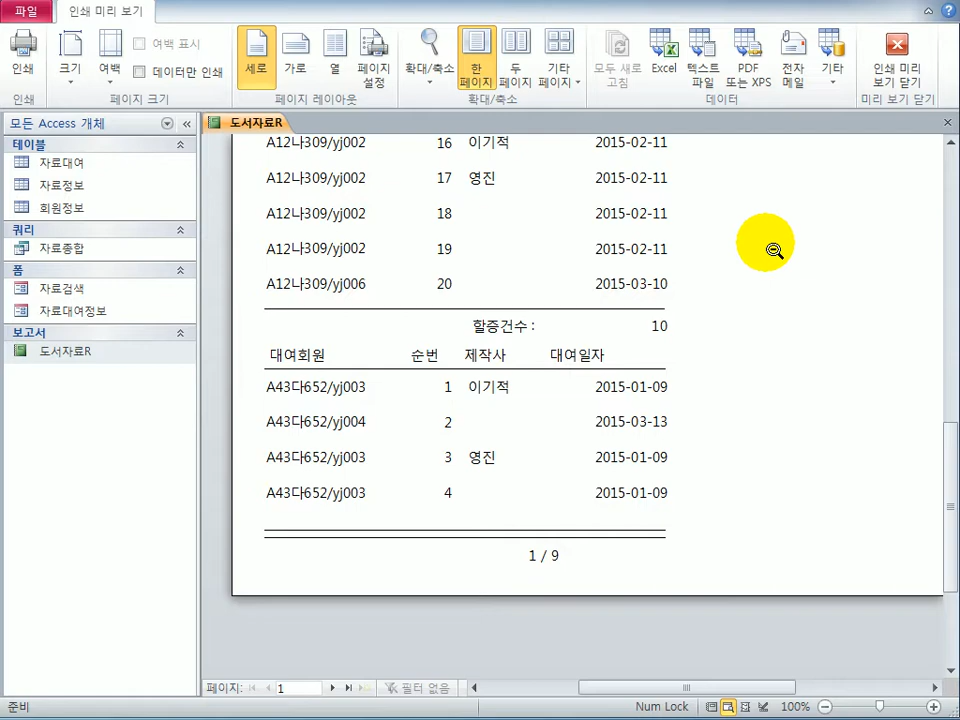 파일 인쇄 미리 보기
인쇄 크기 여백 여백 표시 데이터만 인쇄 세로 가로 열 페이지 설정 확대/축소 한 페이지 두 페이지 기타 페이지 모두 새로 고침 Excel 텍스트 파일 PDF 또는 XPS 전자 메일 기타 인쇄 미리 보기 닫기
인쇄 페이지 크기 페이지 레이아웃 확대/축소 데이터 미리 보기 닫기
모든 Access 개체
테이블
자료대여
자료정보
회원정보
쿼리
자료종합
폼
자료검색
자료대여정보
보고서
도서자료R
도서자료R
A12나309/yj002 16 이기적 2015-02-11
A12나309/yj002 17 영진 2015-02-11
A12나309/yj002 18 2015-02-11
A12나309/yj002 19 2015-02-11
A12나309/yj006 20 2015-03-10
할증건수 : 10
대여회원 순번 제작사 대여일자
A43다652/yj003 1 이기적 2015-01-09
A43다652/yj004 2 2015-03-13
A43다652/yj003 3 영진 2015-01-09
A43다652/yj003 4 2015-01-09
1 / 9
페이지: 1 필터 없음
준비 Num Lock 100%